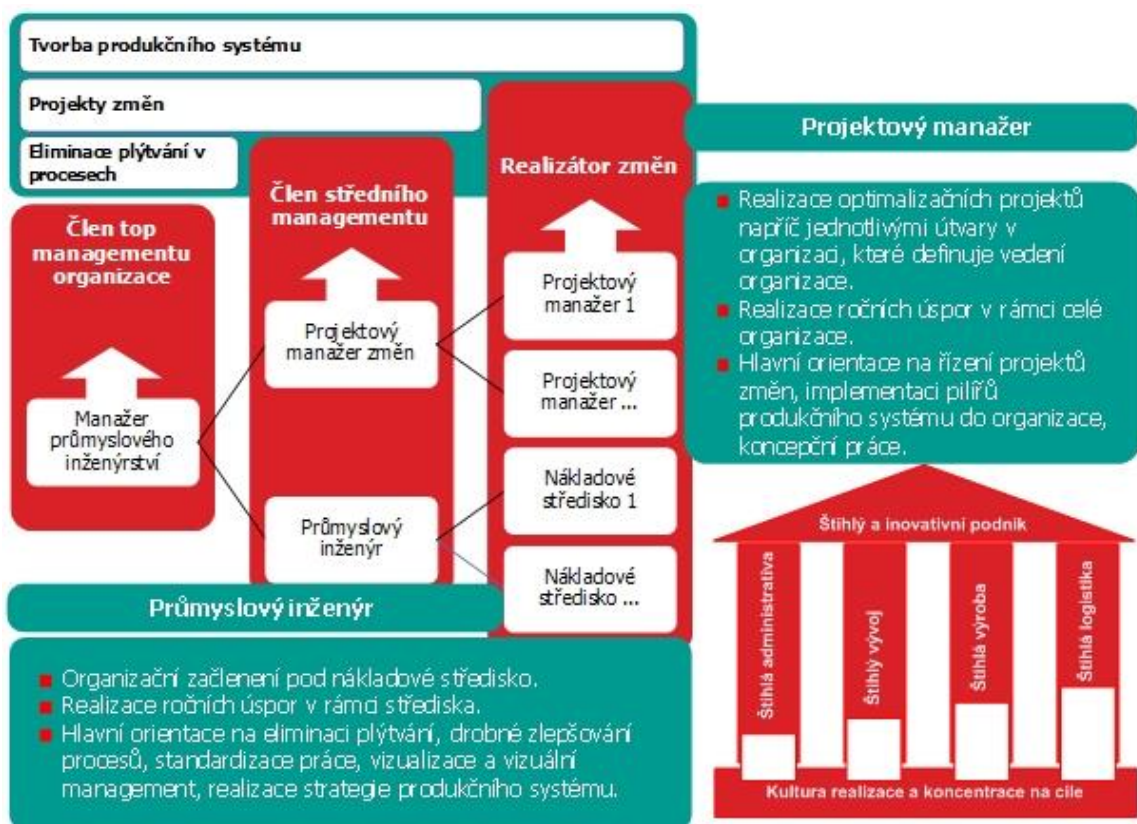 Tvorba produkčního systému
Projekty změn
Eliminace plýtvání v
procesech
Člen top
managementu
organizace
Manažer
průmyslového
inženýrství
Člen středního
managementu
Projektový
manažer změn
Průmyslový
inženýr
Realizátor změn
Projektový
manažer 1
Projektový
manažer ...
Nákladové
středisko 1
Nákladové
středisko ...
Projektový manažer
Realizace optimalizačních projektů
napříč jednotlivými útvary v
organizaci, které definuje vedení
organizace.
Realizace ročních úspor v rámci celé
organizace.
Hlavní orientace na řízení projektů
změn, implementaci pilířů
produkčního systému do organizace,
koncepční práce.
Průmyslový inženýr
Organizační začlenení pod nákladové středisko.
Realizace ročních úspor v rámci střediska.
Hlavní orientace na eliminaci plýtvání, drobné zlepšování
procesů, standardizace práce, vizualizace a vizuální
management, realizace strategie produkčního systému.
Štíhlý a inovativní podnik
Štíhlá administrativa
Štíhlý vývoj
Štíhlá výroba
Štíhlá logistika
Kultura realizace a koncentrace na cíle